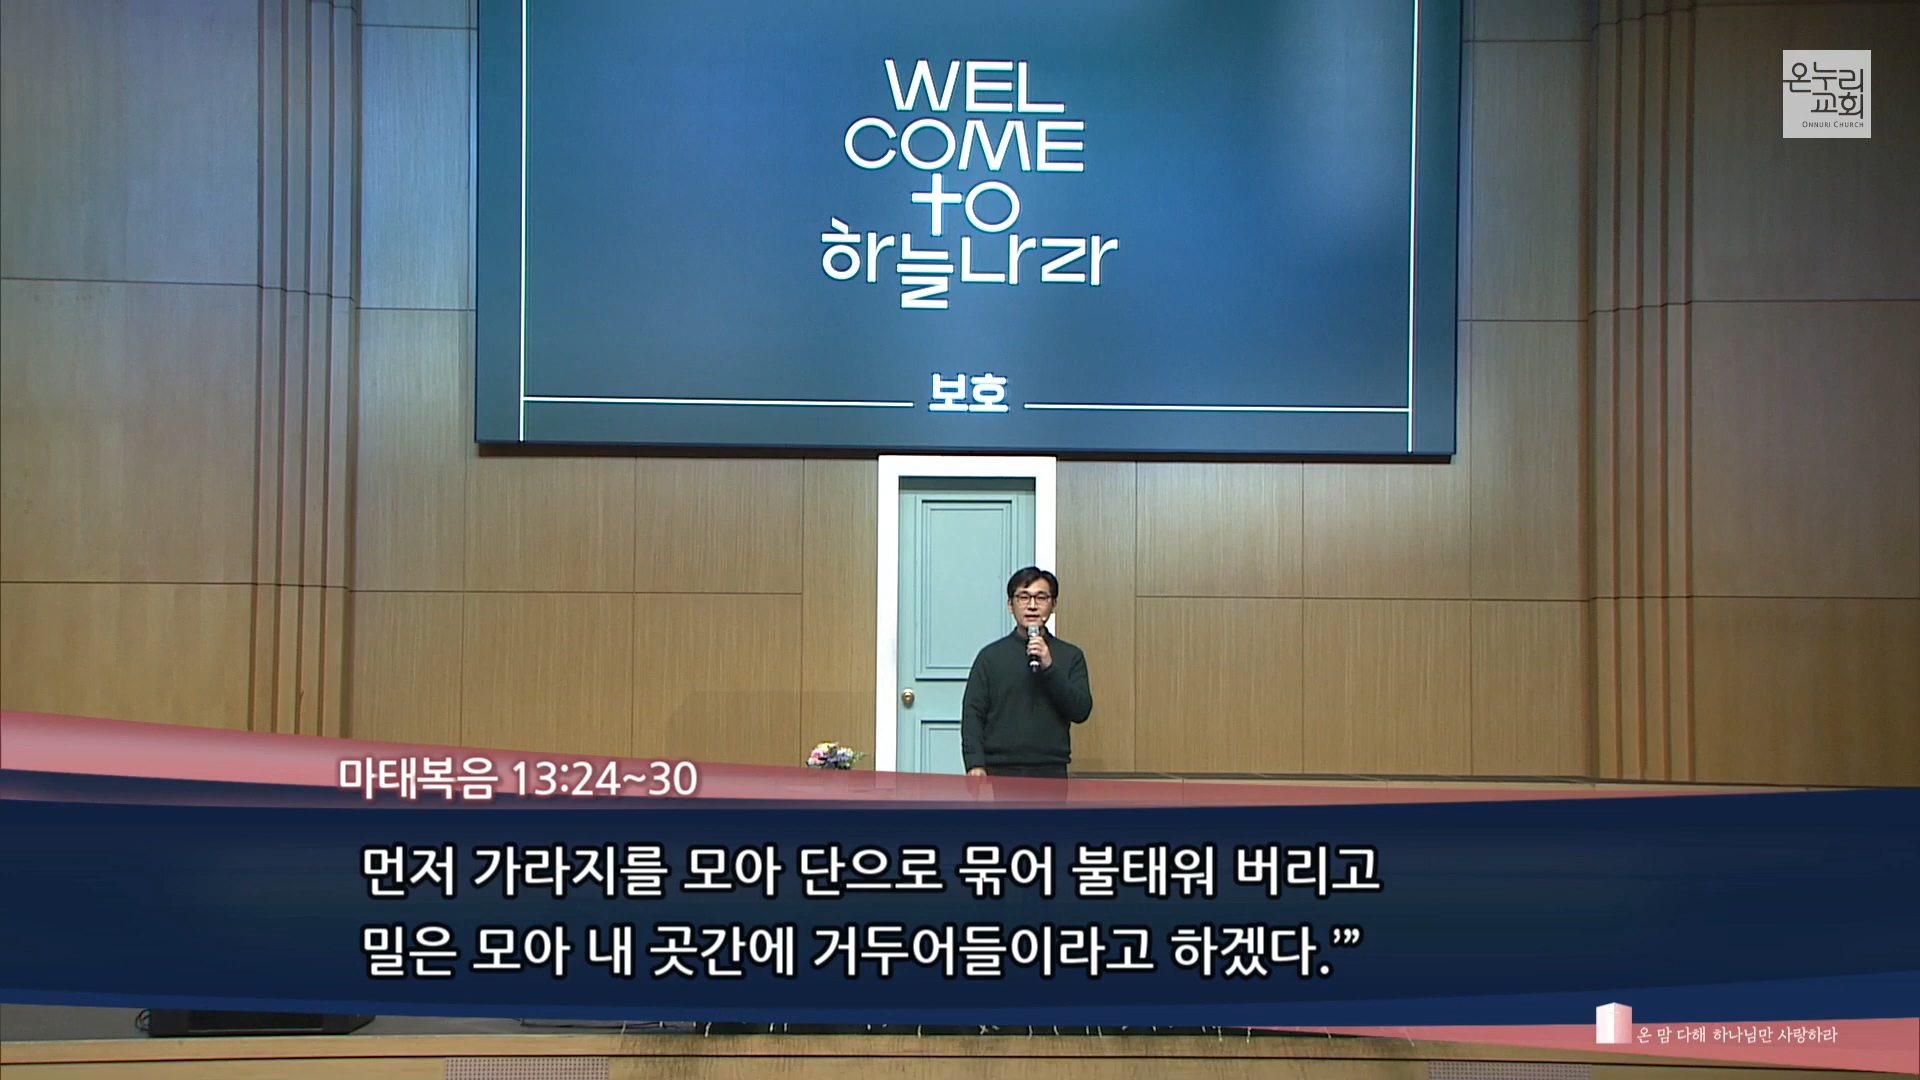 WEL
COME
to
하늘나라
보호
온누리
교회
ONNURI CHURCH
마태복음 13:24~30
먼저 가라지를 모아 단으로 묶어 불태워 버리고
밀은 모아 내 곳간에 거두어들이라고 하겠다.’”
온 맘 다해 하나님만 사랑하라